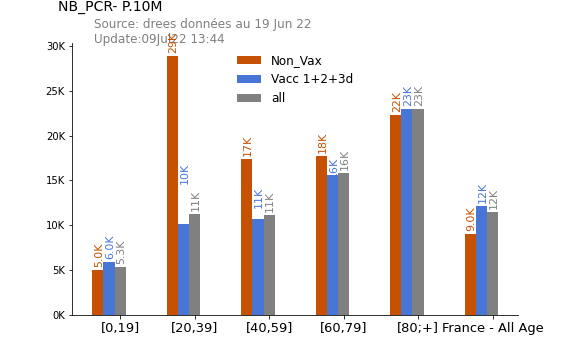 NB_PCR- P.10M
Source: drees données au 19 Jun 22
Update:09Jul22 13:44
Non_Vax
Vacc 1+2+3d
all
30K
25K
20K
15K
10K
5K
0K
5.0K 6.0K 5.3K
29K 10K 11K
17K 11K 11K
18K 16K 16K
22K 23K 23K
9.0K 12K 12K
[0,19] [20,39] [40,59] [60,79] [80;+] France - All Age